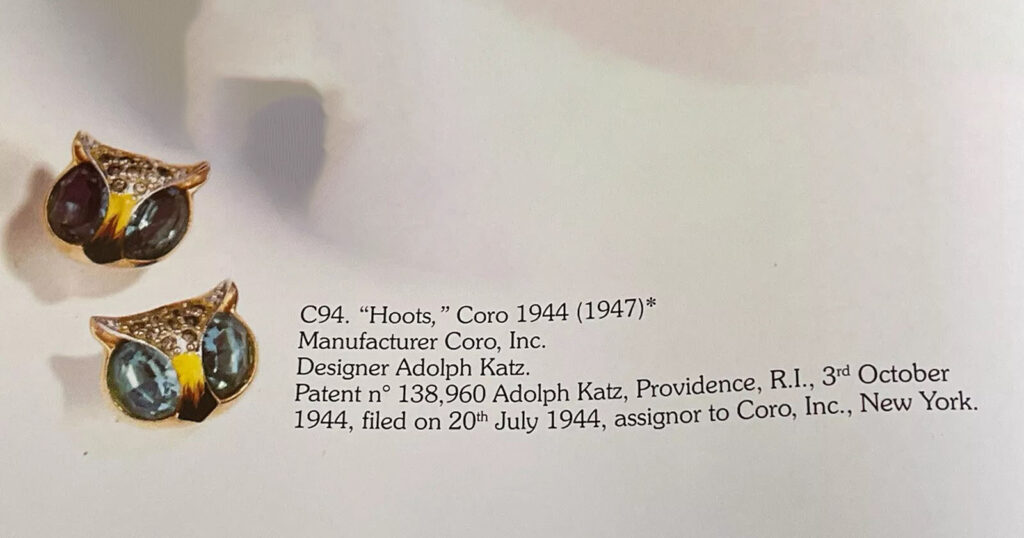 C94. “Hoots,” Coro 1944 (1947)*
Manufacturer Coro, Inc.
Designer Adolph Katz.
Patent n° 138,960 Adolph Katz, Providence, R.I., 3rd October
1944, filed on 20th July 1944, assignor to Coro, Inc., New York.